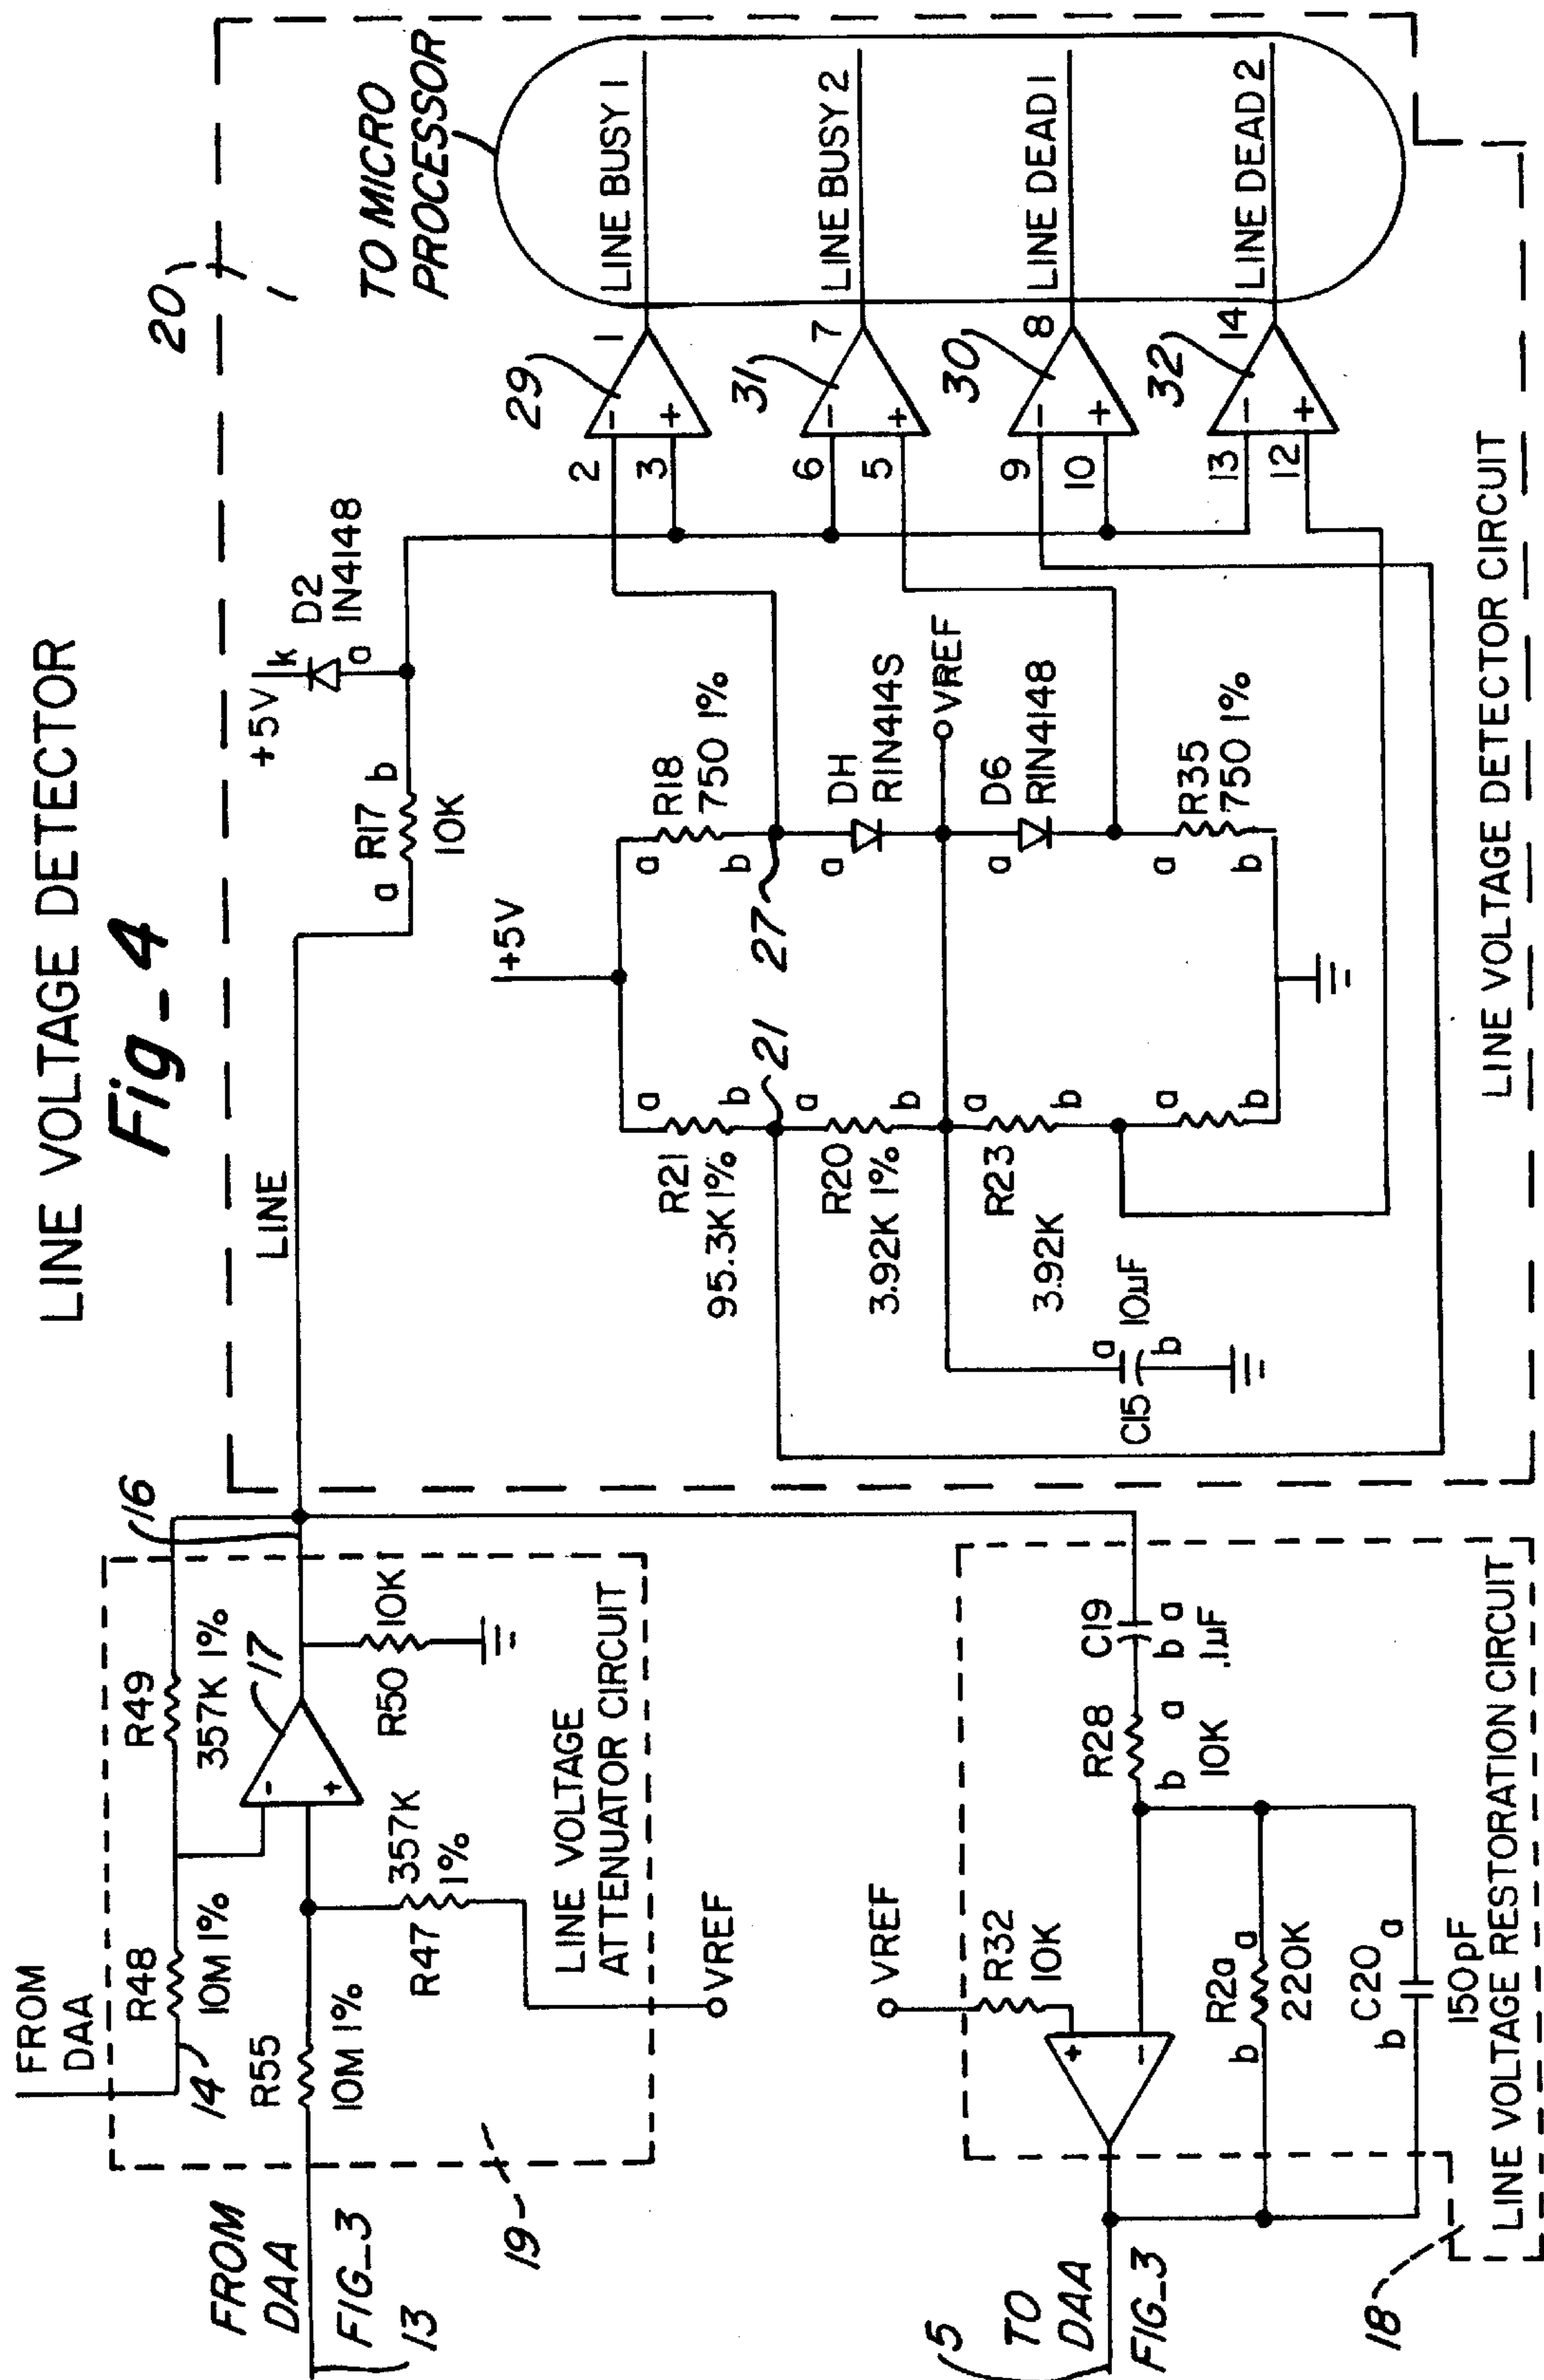 LINE VOLTAGE DETECTOR
Fig_4
FROM
DAA
14
R48
10M 1%
R49
357K 1%
16
17
R55
10M 1%
R47
357K
1%
R50
10K
-
+
FROM
DAA
FIG_3
13
19
LINE VOLTAGE
ATTENUATOR CIRCUIT
VREF
LINE
20
1
+5V
k
D2
1N4148
a
a
R17
b
10K
+5V
a
R21
95.3K 1%
b
21
a
R20
3.92K 1%
b
a
R23
3.92K
b
a
b
a
R18
750 1%
b
27
a
DH
R1N414S
VREF
a
D6
R1N4148
a
R35
750 1%
b
C15
a
10µF
b
29
2
-
3
+
1
31
6
-
5
+
7
30
9
-
10
+
8
32
13
-
12
+
14
TO MICRO
PROCESSOR
LINE BUSY 1
LINE BUSY 2
LINE DEAD 1
LINE DEAD 2
LINE VOLTAGE DETECTOR CIRCUIT
VREF
R32
10K
+
-
R28
b
a
10K
C19
b
a
.1µF
b
R2a
a
220K
b
C20
a
150pF
5
TO
DAA
FIG_3
18
LINE VOLTAGE RESTORATION CIRCUIT